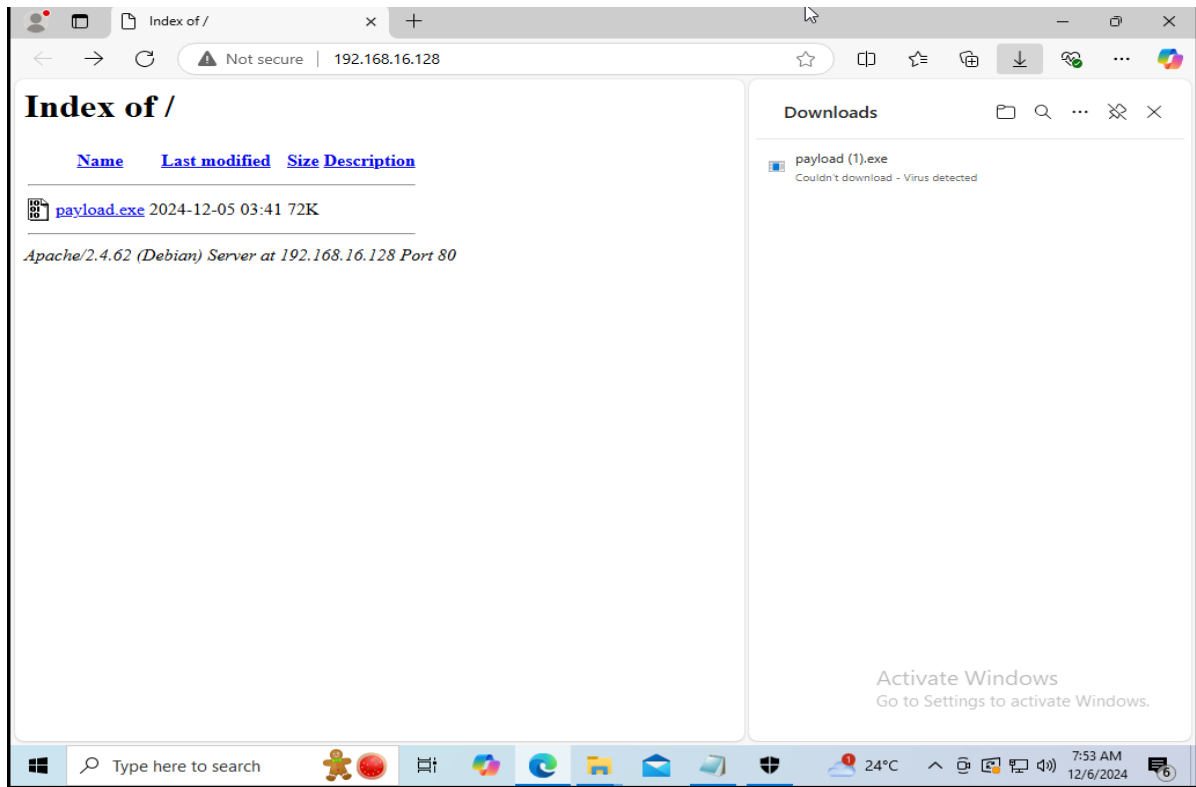 Index of /
Not secure | 192.168.16.128
Index of /
Name Last modified Size Description
payload.exe 2024-12-05 03:41 72K
Apache/2.4.62 (Debian) Server at 192.168.16.128 Port 80
Downloads
payload (1).exe
Couldn't download - Virus detected
Activate Windows
Go to Settings to activate Windows.
Type here to search
24°C
7:53 AM
12/6/2024
6